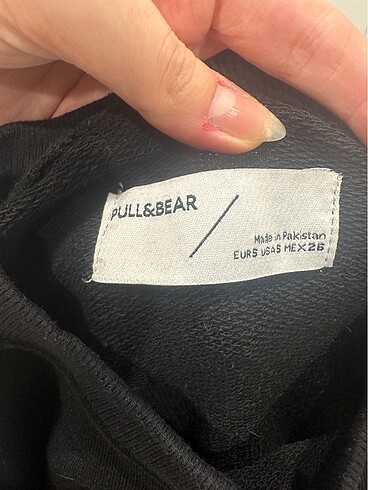 PULL&BEAR
Made in Pakistan
EUR S USA S MEX 26